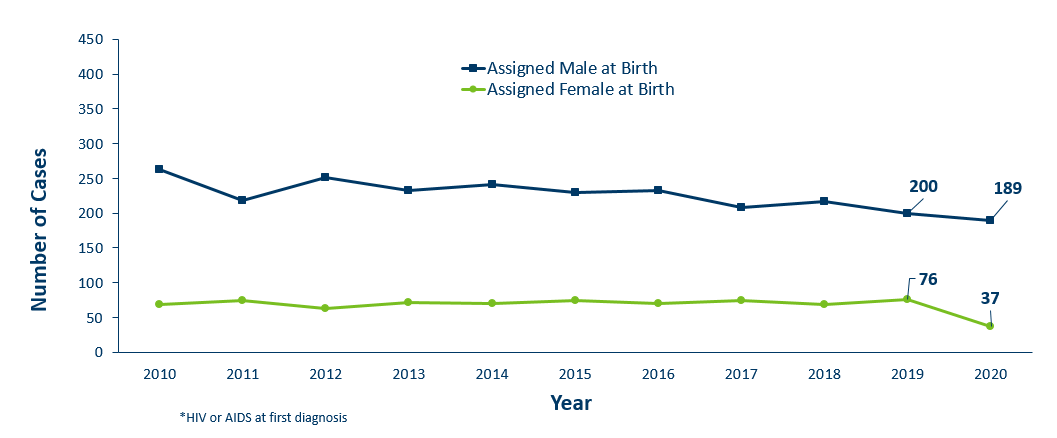 450
400
350
300
250
200
150
100
50
0
Number of Cases
Assigned Male at Birth
Assigned Female at Birth
200
189
76
37
2010 2011 2012 2013 2014 2015 2016 2017 2018 2019 2020
Year
*HIV or AIDS at first diagnosis